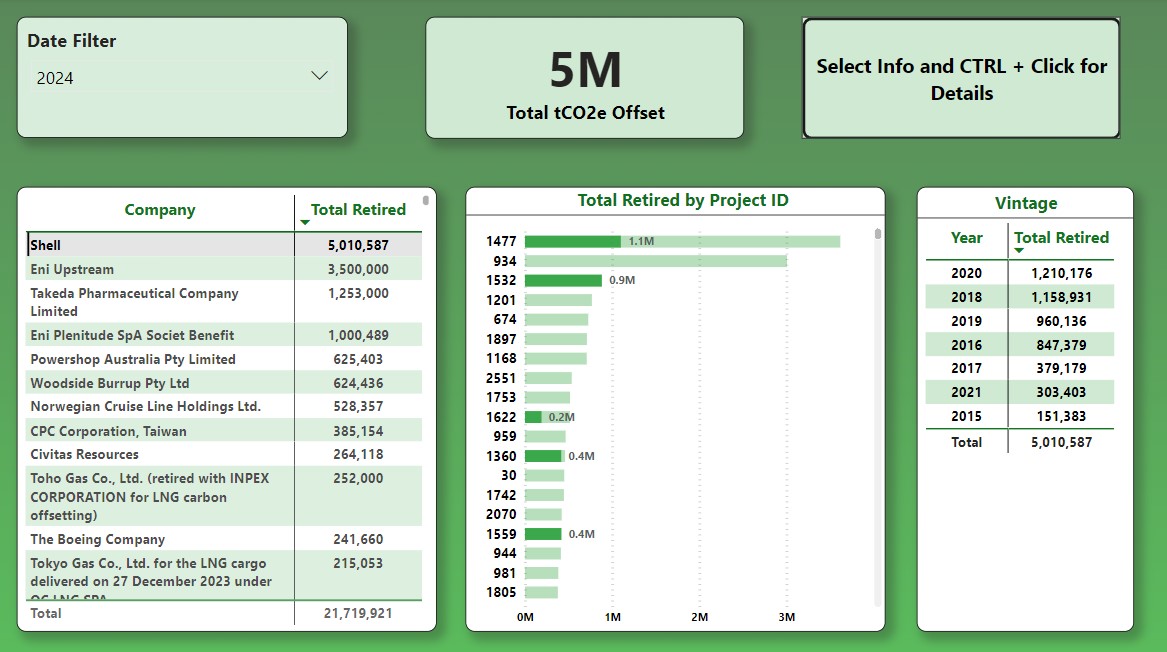 Date Filter
2024
5M
Total tCO2e Offset
Select Info and CTRL + Click for
Details
Company Total Retired
Shell 5,010,587
Eni Upstream 3,500,000
Takeda Pharmaceutical Company 1,253,000
Limited
Eni Plenitude SpA Societ Benefit 1,000,489
Powershop Australia Pty Limited 625,403
Woodside Burrup Pty Ltd 624,436
Norwegian Cruise Line Holdings Ltd. 528,357
CPC Corporation, Taiwan 385,154
Civitas Resources 264,118
Toho Gas Co., Ltd. (retired with INPEX 252,000
CORPORATION for LNG carbon
offsetting)
The Boeing Company 241,660
Tokyo Gas Co., Ltd. for the LNG cargo 215,053
delivered on 27 December 2023 under
Total 21,719,921
Total Retired by Project ID
1477 1.1M
934
1532 0.9M
1201
674
1897
1168
2551
1753
1622 0.2M
959
1360 0.4M
30
1742
2070
1559 0.4M
944
981
1805
0M 1M 2M 3M
Vintage
Year Total Retired
2020 1,210,176
2018 1,158,931
2019 960,136
2016 847,379
2017 379,179
2021 303,403
2015 151,383
Total 5,010,587